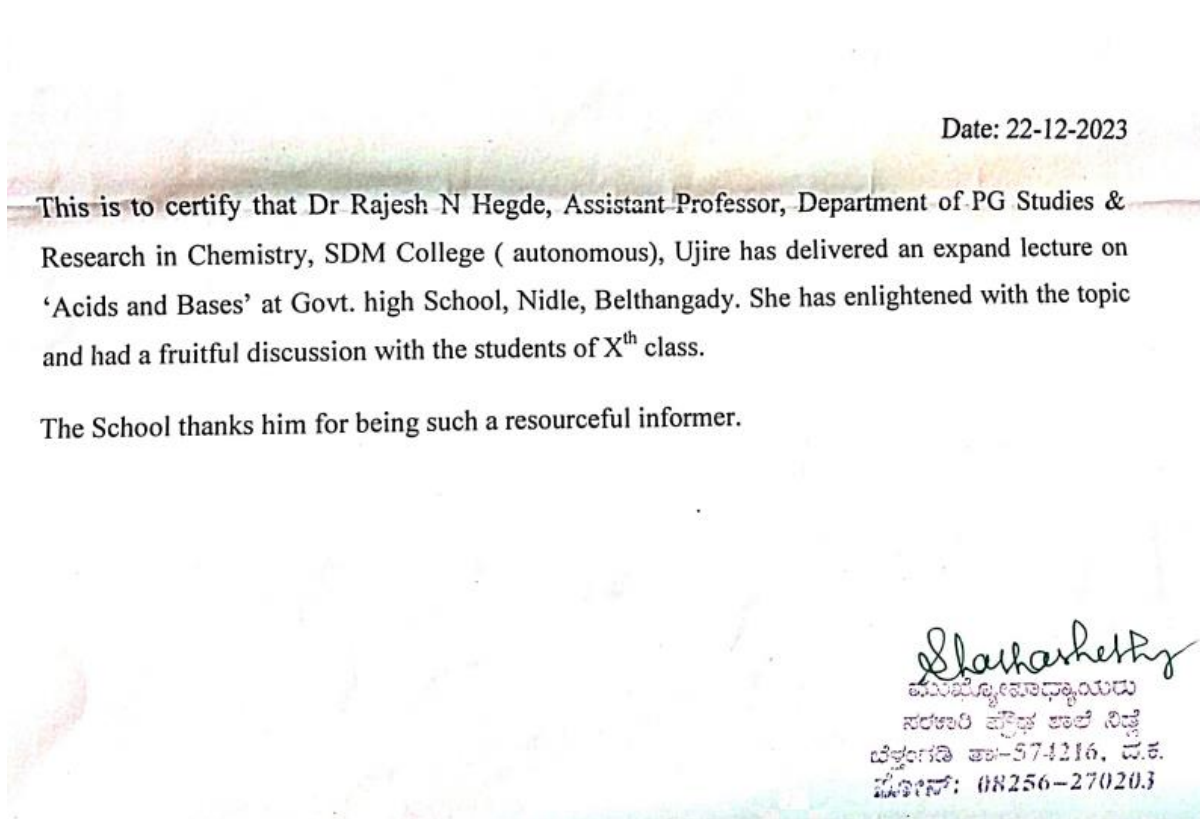 Date: 22-12-2023
This is to certify that Dr Rajesh N Hegde, Assistant Professor, Department of PG Studies &
Research in Chemistry, SDM College ( autonomous), Ujire has delivered an expand lecture on
‘Acids and Bases’ at Govt. high School, Nidle, Belthangady. She has enlightened with the topic
and had a fruitful discussion with the students of Xth class.
The School thanks him for being such a resourceful informer.
ಮುಖ್ಯೋಪಾಧ್ಯಾಯರು
ಸರಕಾರಿ ಪ್ರೌಢ ಶಾಲೆ ನಿಡ್ಲೆ
ಬೆಳ್ತಂಗಡಿ ತಾ-574216, ದ.ಕ.
ಫೋನ್: 08256-270203